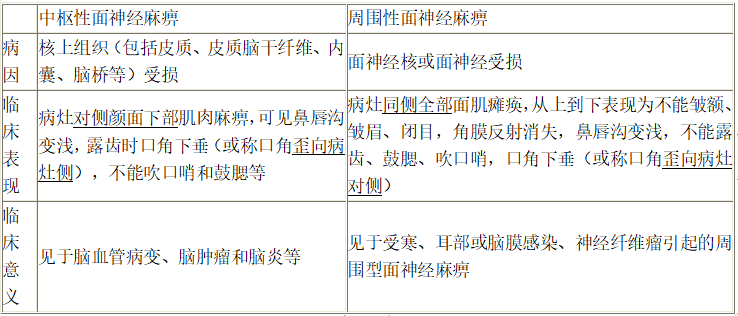 中枢性面神经麻痹
周围性面神经麻痹
病因
核上组织（包括皮质、皮质脑干纤维、内
囊、脑桥等）受损
面神经核或面神经受损
临床表现
病灶对侧颜面下部肌肉麻痹，可见鼻唇沟
变浅，露齿时口角下垂（或称口角歪向病
灶侧），不能吹口哨和鼓腮等
病灶同侧全部面肌瘫痪，从上到下表现为不能皱额、
皱眉、闭目，角膜反射消失，鼻唇沟变浅，不能露
齿、鼓腮、吹口哨，口角下垂（或称口角歪向病灶
对侧）
临床意义
见于脑血管病变、脑肿瘤和脑炎等
见于受寒、耳部或脑膜感染、神经纤维瘤引起的周
围型面神经麻痹